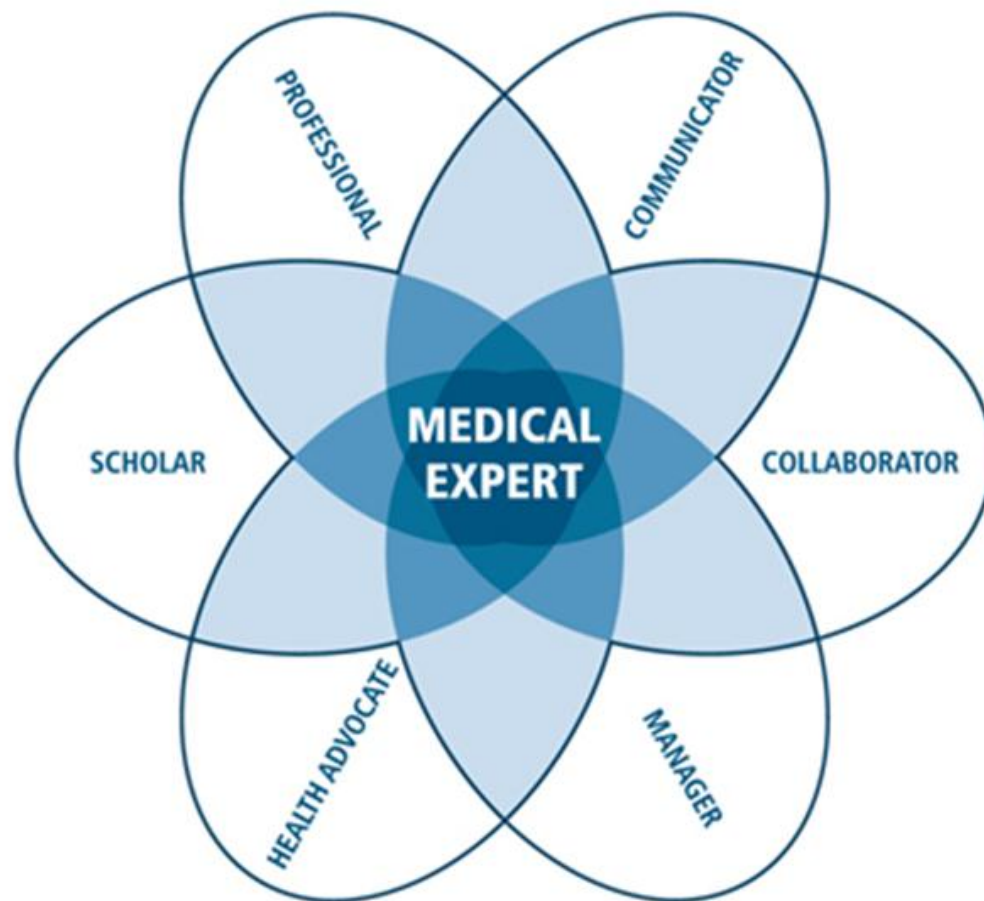 PROFESSIONAL
COMMUNICATOR
SCHOLAR
MEDICAL
EXPERT
COLLABORATOR
HEALTH ADVOCATE
MANAGER